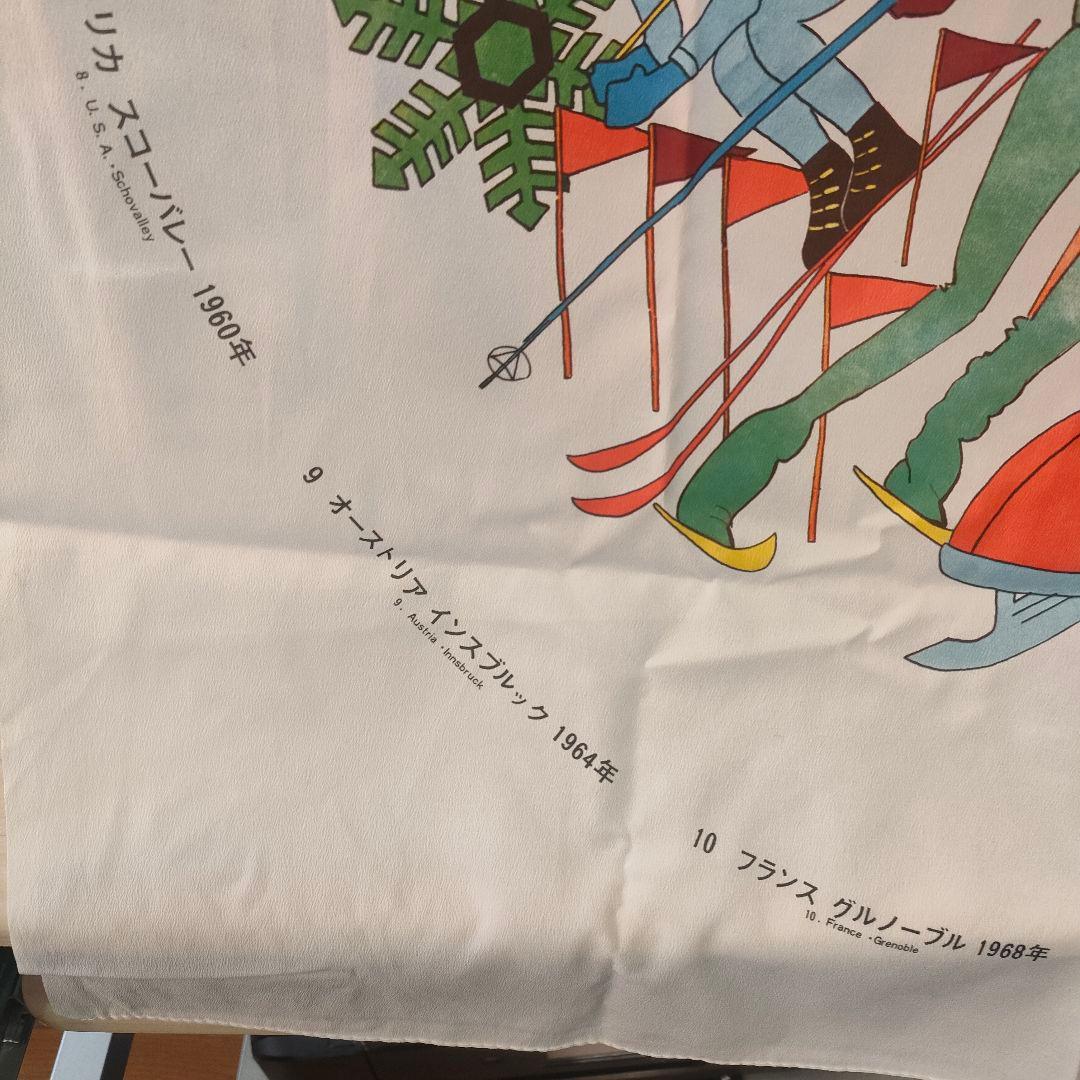 リカ スコーバレー 1960年
8. U. S. A.・Schovalley
9 オーストリア インスブルック 1964年
9. Austria ・Innsbruck
10 フランス グルノーブル 1968年
10. France ・Grenoble